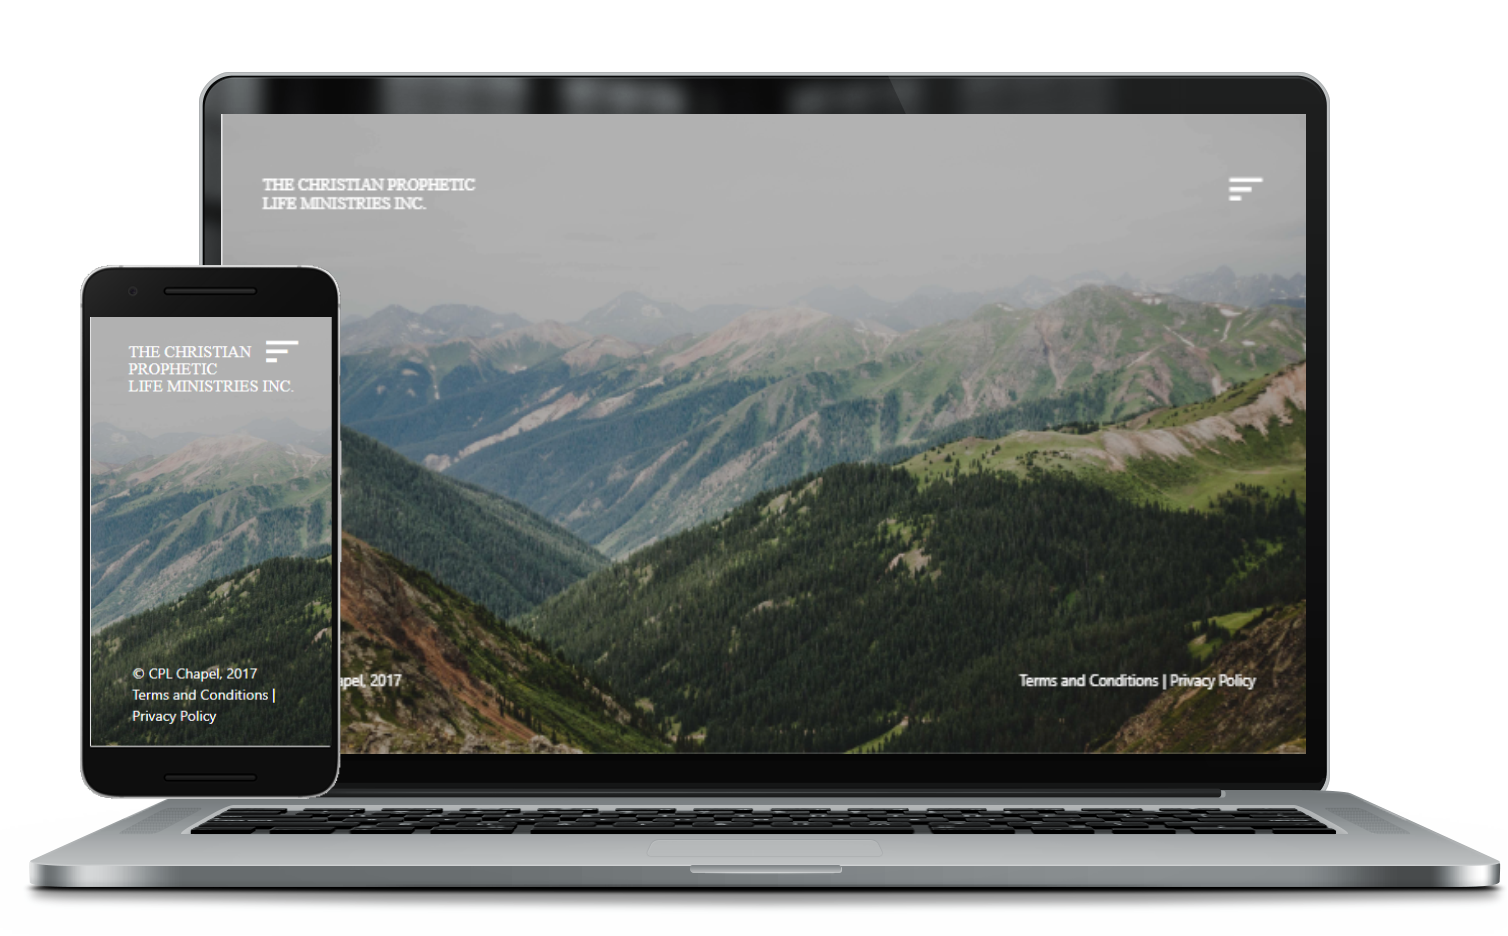 THE CHRISTIAN PROPHETIC
LIFE MINISTRIES INC.
THE CHRISTIAN
PROPHETIC
LIFE MINISTRIES INC.
© CPL Chapel, 2017
Terms and Conditions |
Privacy Policy
apel, 2017
Terms and Conditions | Privacy Policy